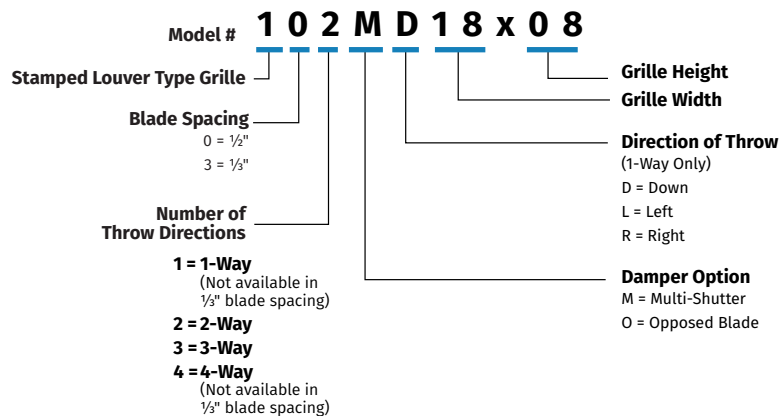 Model # 1 0 2 M D 1 8 x 0 8
Stamped Louver Type Grille
Blade Spacing
0 = ½"
3 = ⅓"
Number of
Throw Directions
1 = 1-Way
(Not available in
⅓" blade spacing)
2 = 2-Way
3 = 3-Way
4 = 4-Way
(Not available in
⅓" blade spacing)
Grille Height
Grille Width
Direction of Throw
(1-Way Only)
D = Down
L = Left
R = Right
Damper Option
M = Multi-Shutter
O = Opposed Blade